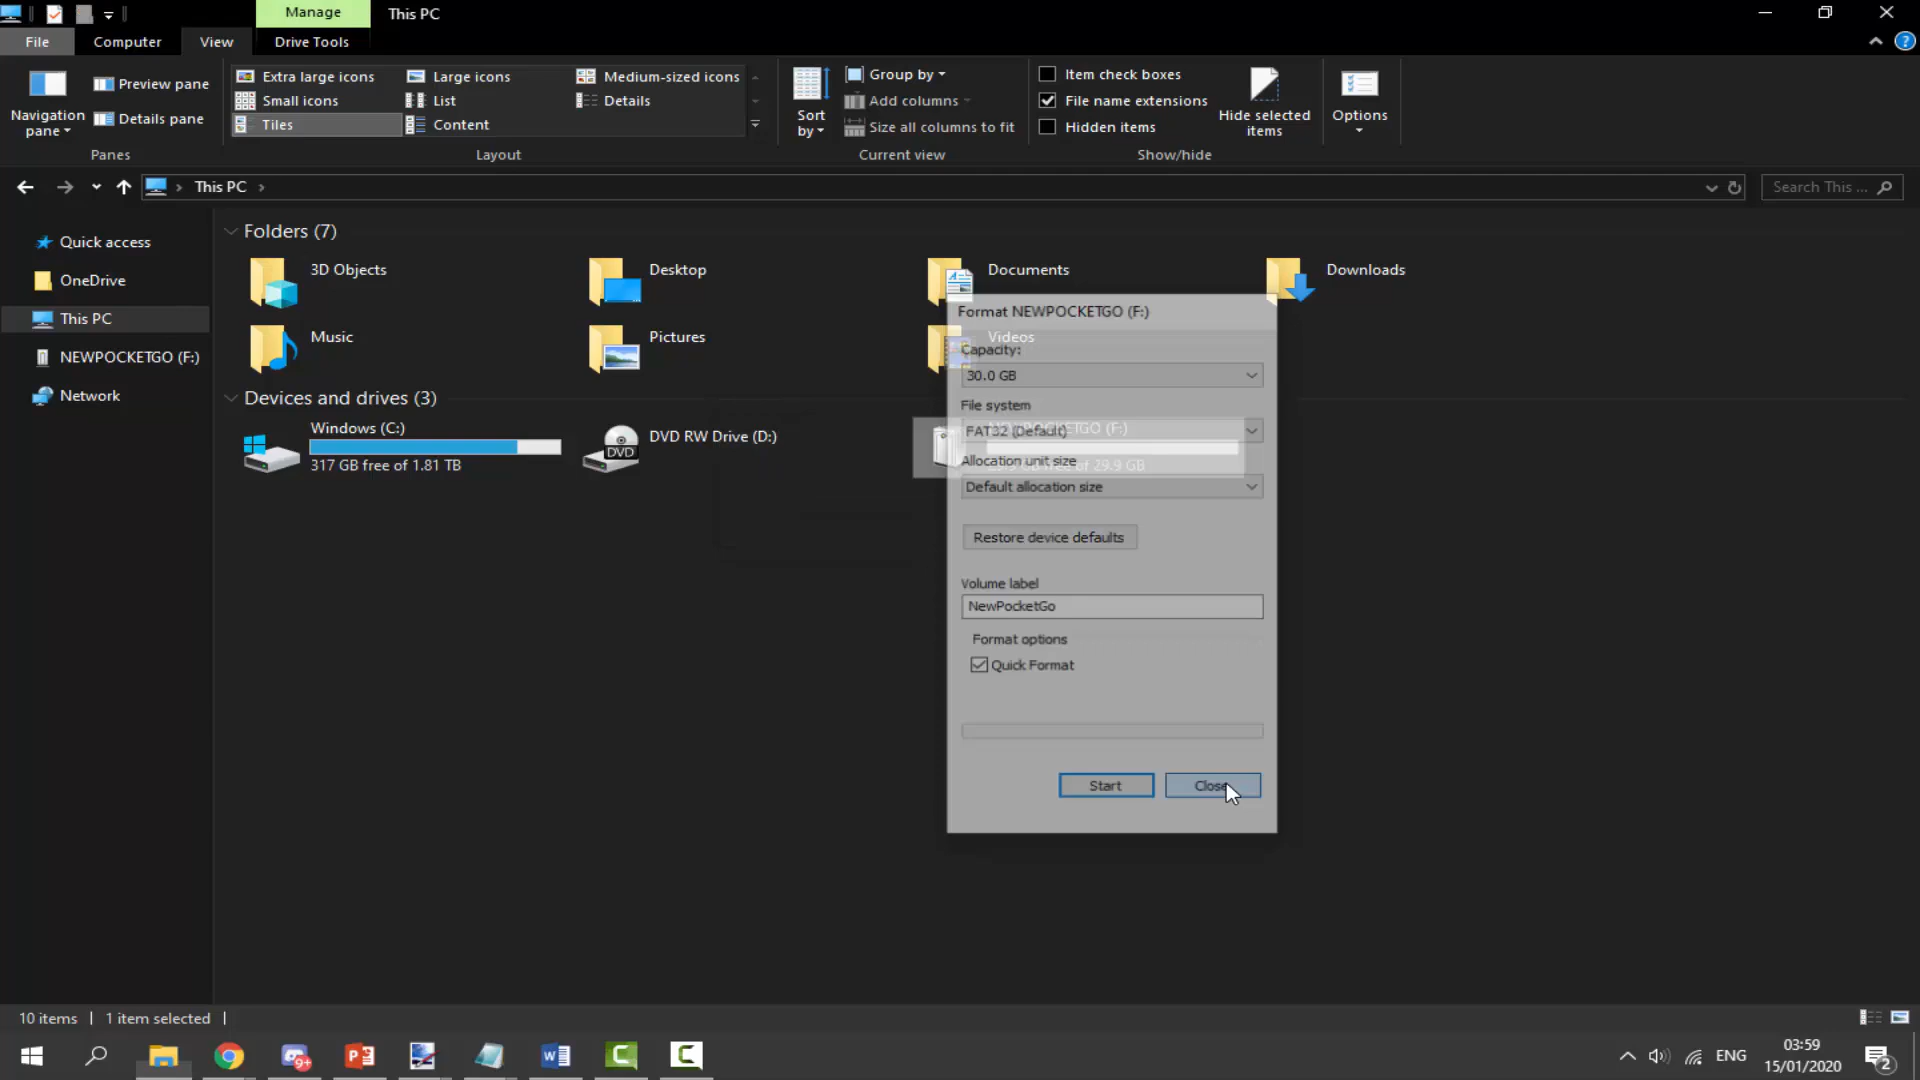 Manage
This PC
File
Computer
View
Drive Tools
Navigation pane
Preview pane
Details pane
Panes
Extra large icons
Large icons
Medium-sized icons
Small icons
List
Details
Tiles
Content
Layout
Sort by
Group by
Add columns
Size all columns to fit
Current view
Item check boxes
File name extensions
Hidden items
Hide selected items
Show/hide
Options
This PC
Search This ...
Quick access
OneDrive
This PC
NEWPOCKETGO (F:)
Network
Folders (7)
3D Objects
Desktop
Documents
Downloads
Music
Pictures
Videos
Devices and drives (3)
Windows (C:)
317 GB free of 1.81 TB
DVD
DVD RW Drive (D:)
Format NEWPOCKETGO (F:)
Capacity:
30.0 GB
File system
FAT32 (Default)
Allocation unit size
Default allocation size
Restore device defaults
Volume label
NewPocketGo
Format options
Quick Format
Start
Close
10 items
1 item selected
9+
ENG
03:59
15/01/2020
2